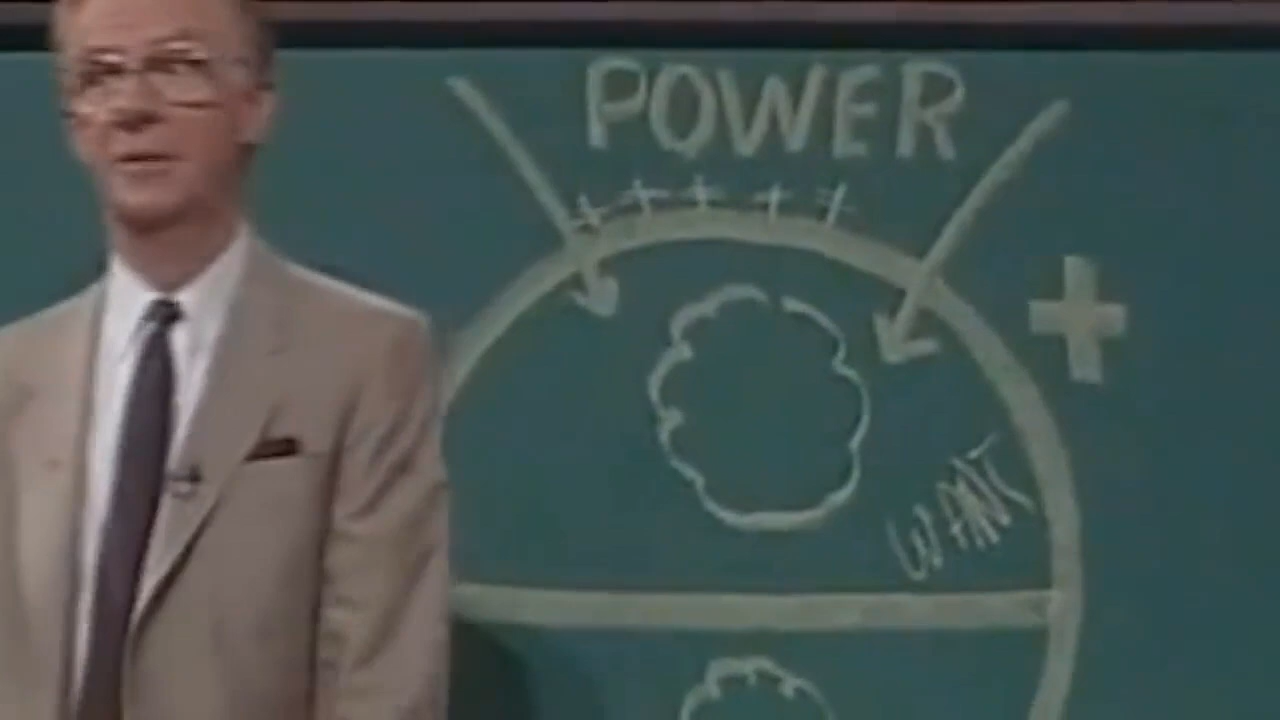 POWER
+ + + + +
+
WANT